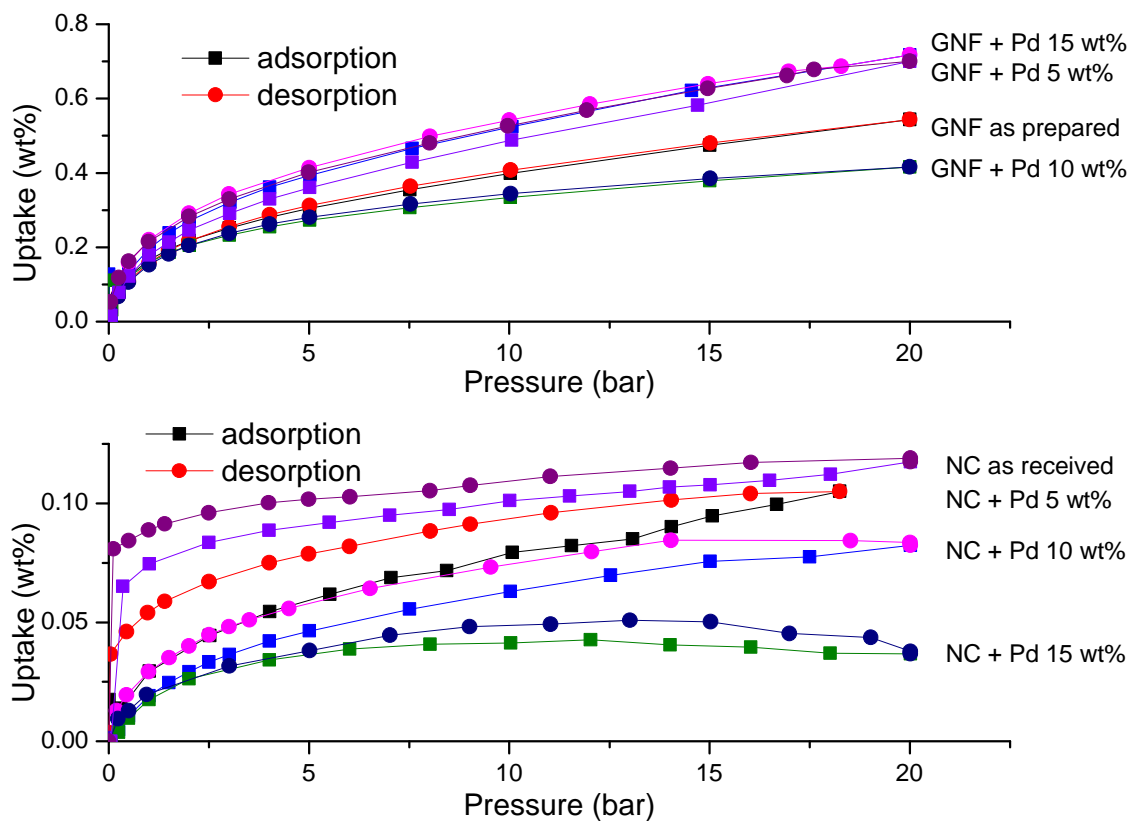 0.8
0.6
0.4
0.2
0.0
Uptake (wt%)
adsorption
desorption
GNF + Pd 15 wt%
GNF + Pd 5 wt%
GNF as prepared
GNF + Pd 10 wt%
0 5 10 15 20
Pressure (bar)
adsorption
desorption
0.10
0.05
0.00
Uptake (wt%)
NC as received
NC + Pd 5 wt%
NC + Pd 10 wt%
NC + Pd 15 wt%
0 5 10 15 20
Pressure (bar)